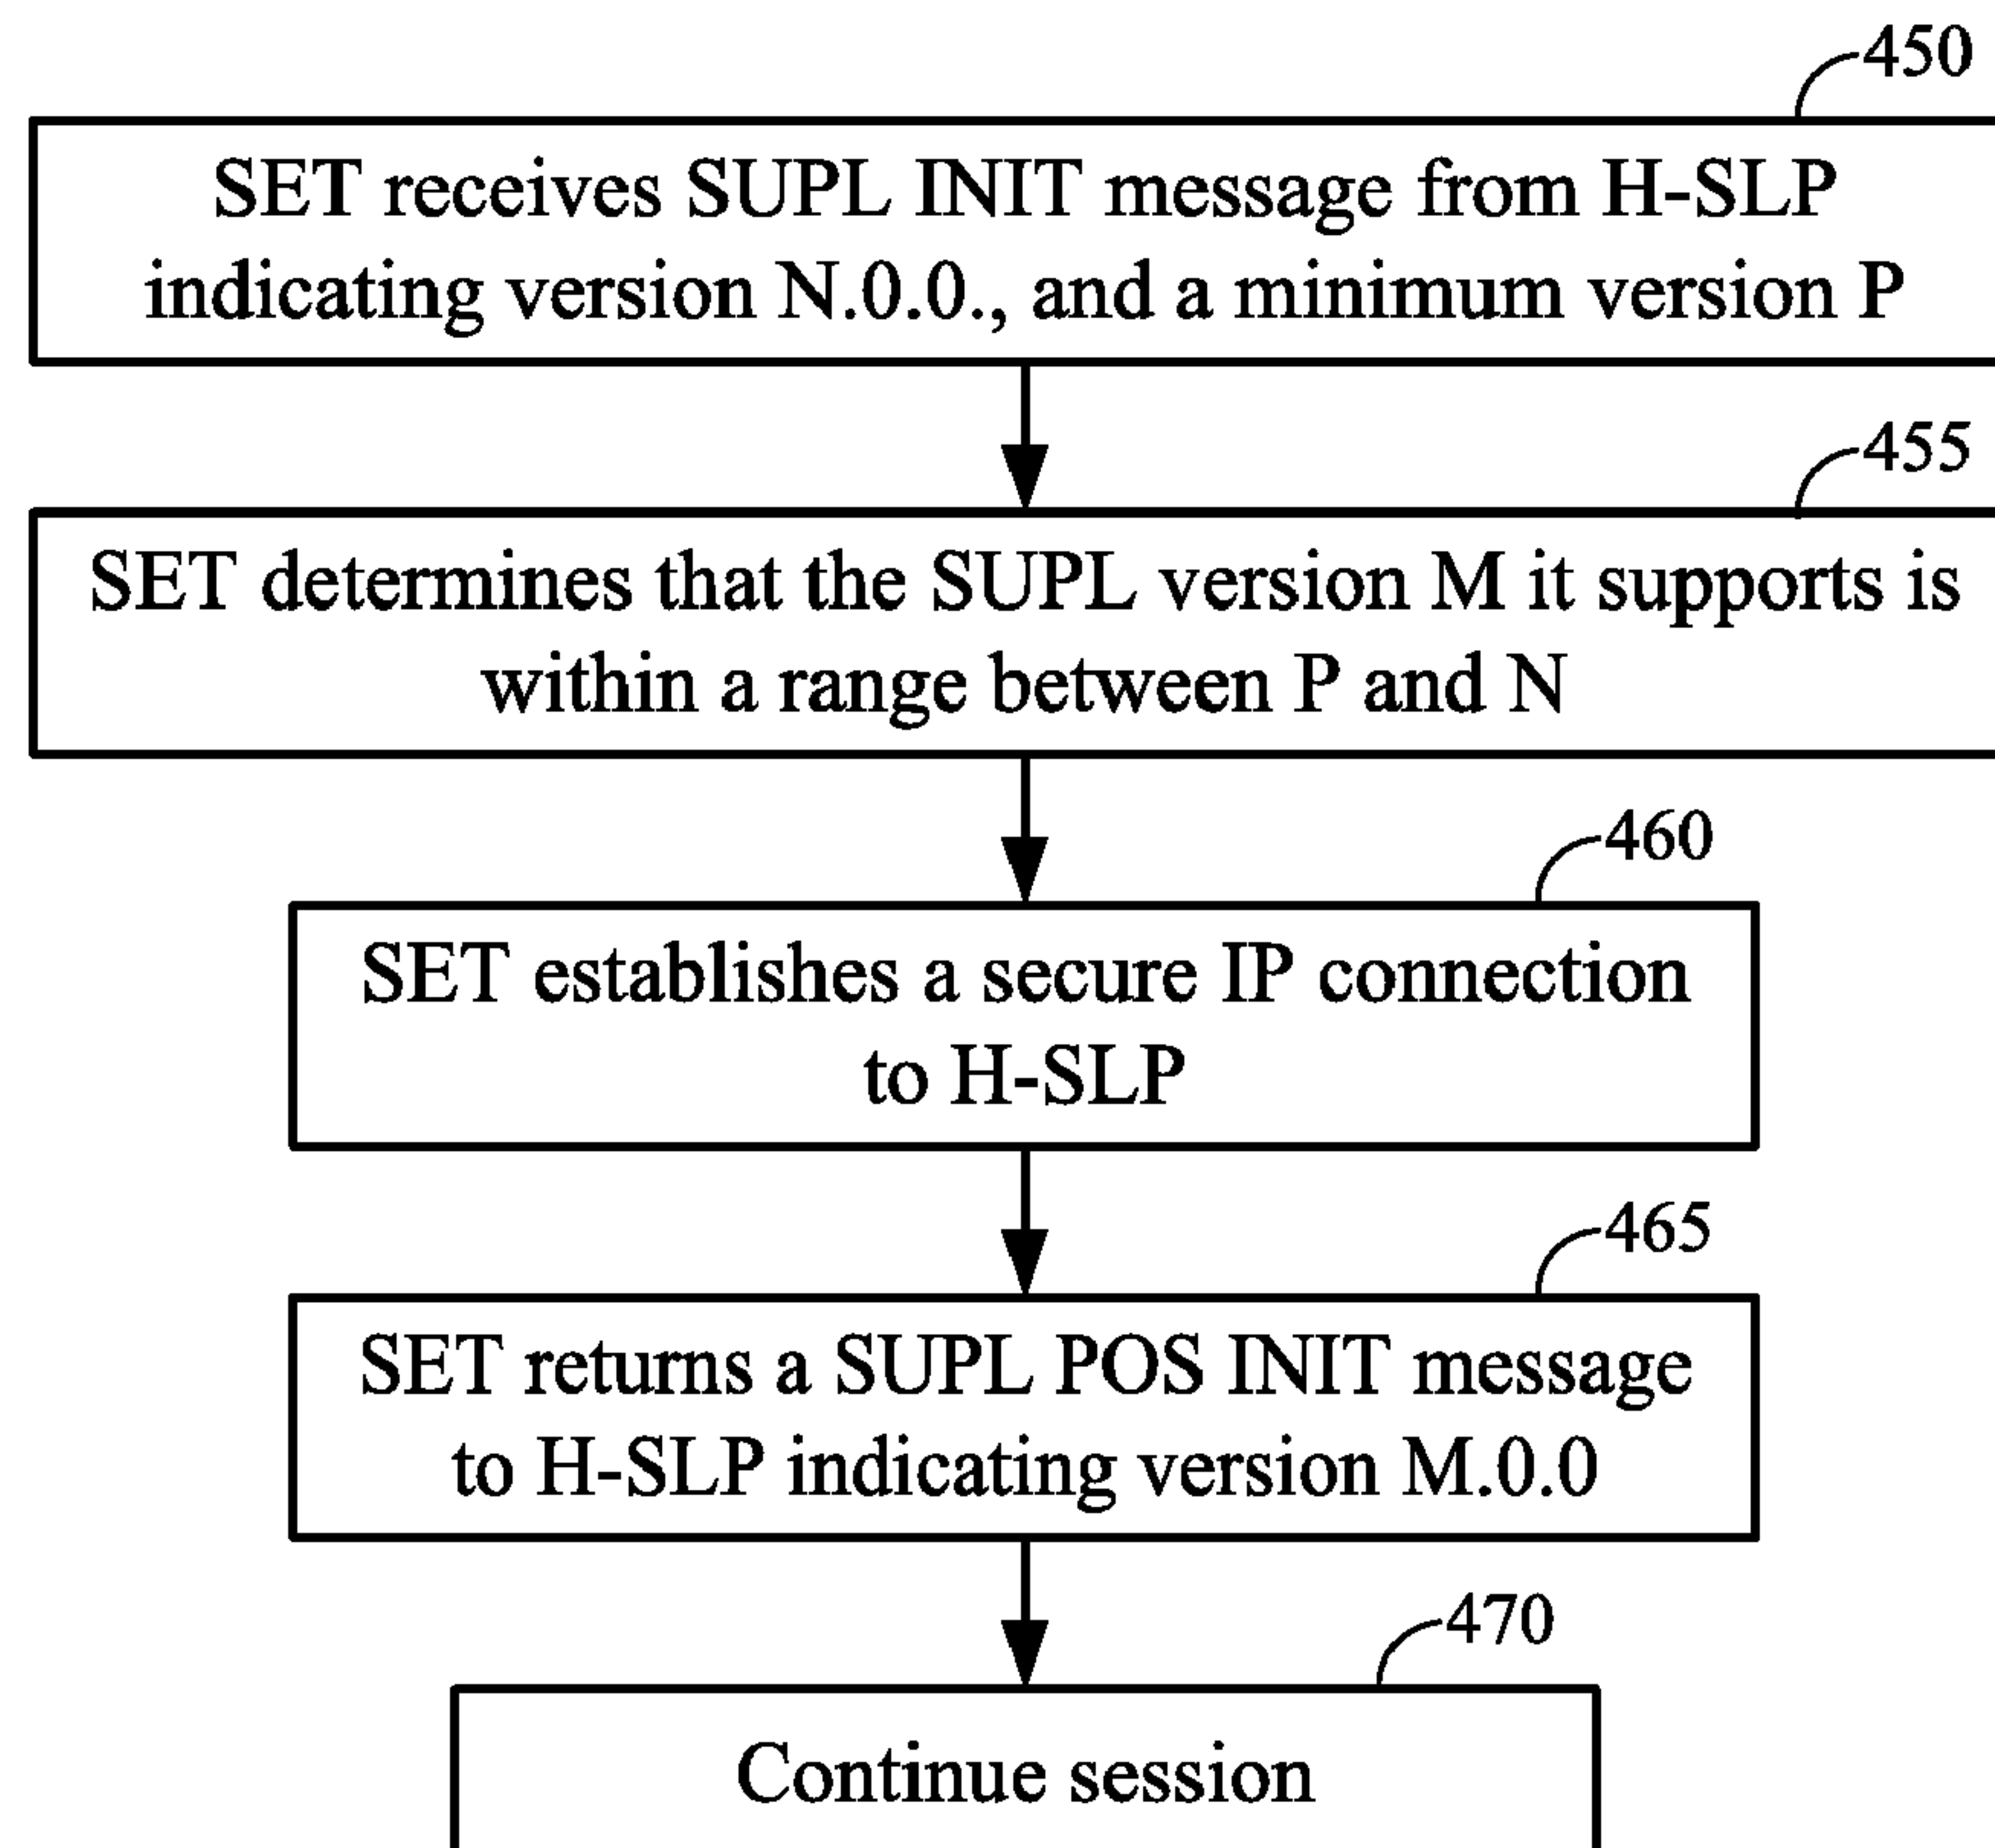 450
SET receives SUPL INIT message from H-SLP
indicating version N.0.0., and a minimum version P
455
SET determines that the SUPL version M it supports is
within a range between P and N
460
SET establishes a secure IP connection
to H-SLP
465
SET returns a SUPL POS INIT message
to H-SLP indicating version M.0.0
470
Continue session